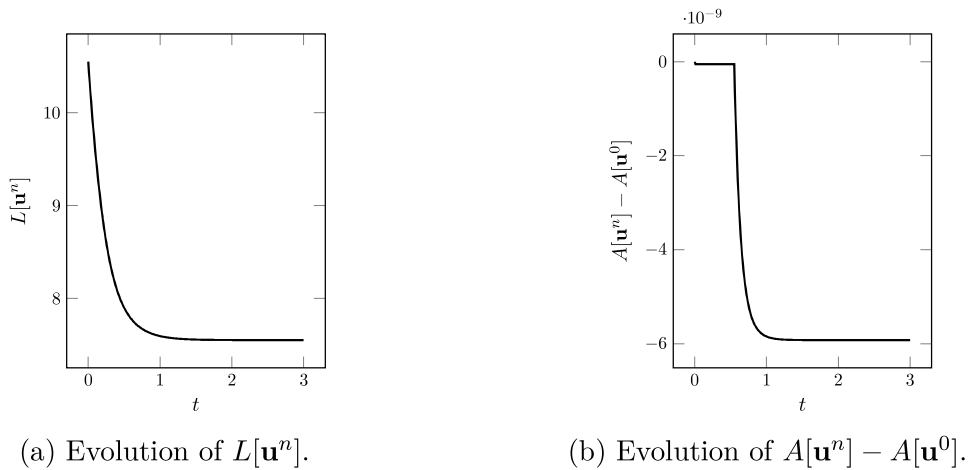 ·10⁻⁹
10
9
8
L[uⁿ]
0 1 2 3
t
0
−2
−4
−6
A[uⁿ] − A[u⁰]
0 1 2 3
t
(a) Evolution of L[uⁿ].
(b) Evolution of A[uⁿ] − A[u⁰].